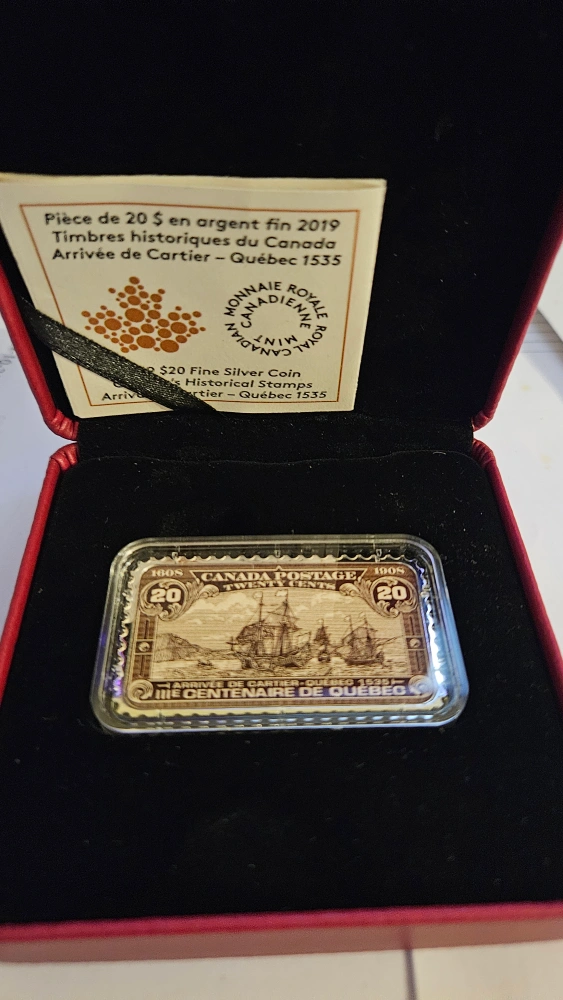 Pièce de 20 $ en argent fin 2019
Timbres historiques du Canada
Arrivée de Cartier – Québec 1535
MONNAIE ROYALE CANADIENNE
ROYAL CANADIAN MINT
$20 Fine Silver Coin
Historical Stamps
Cartier – Québec 1535
1608 CANADA POSTAGE 1908
20 TWENTY CENTS 20
ARRIVÉE DE CARTIER - QUÉBEC 1535
IIIE CENTENAIRE DE QUÉBEC